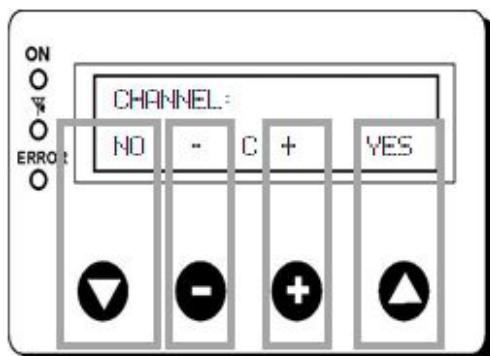 ON
ERROR
CHANNEL:
NO - C + YES
- +